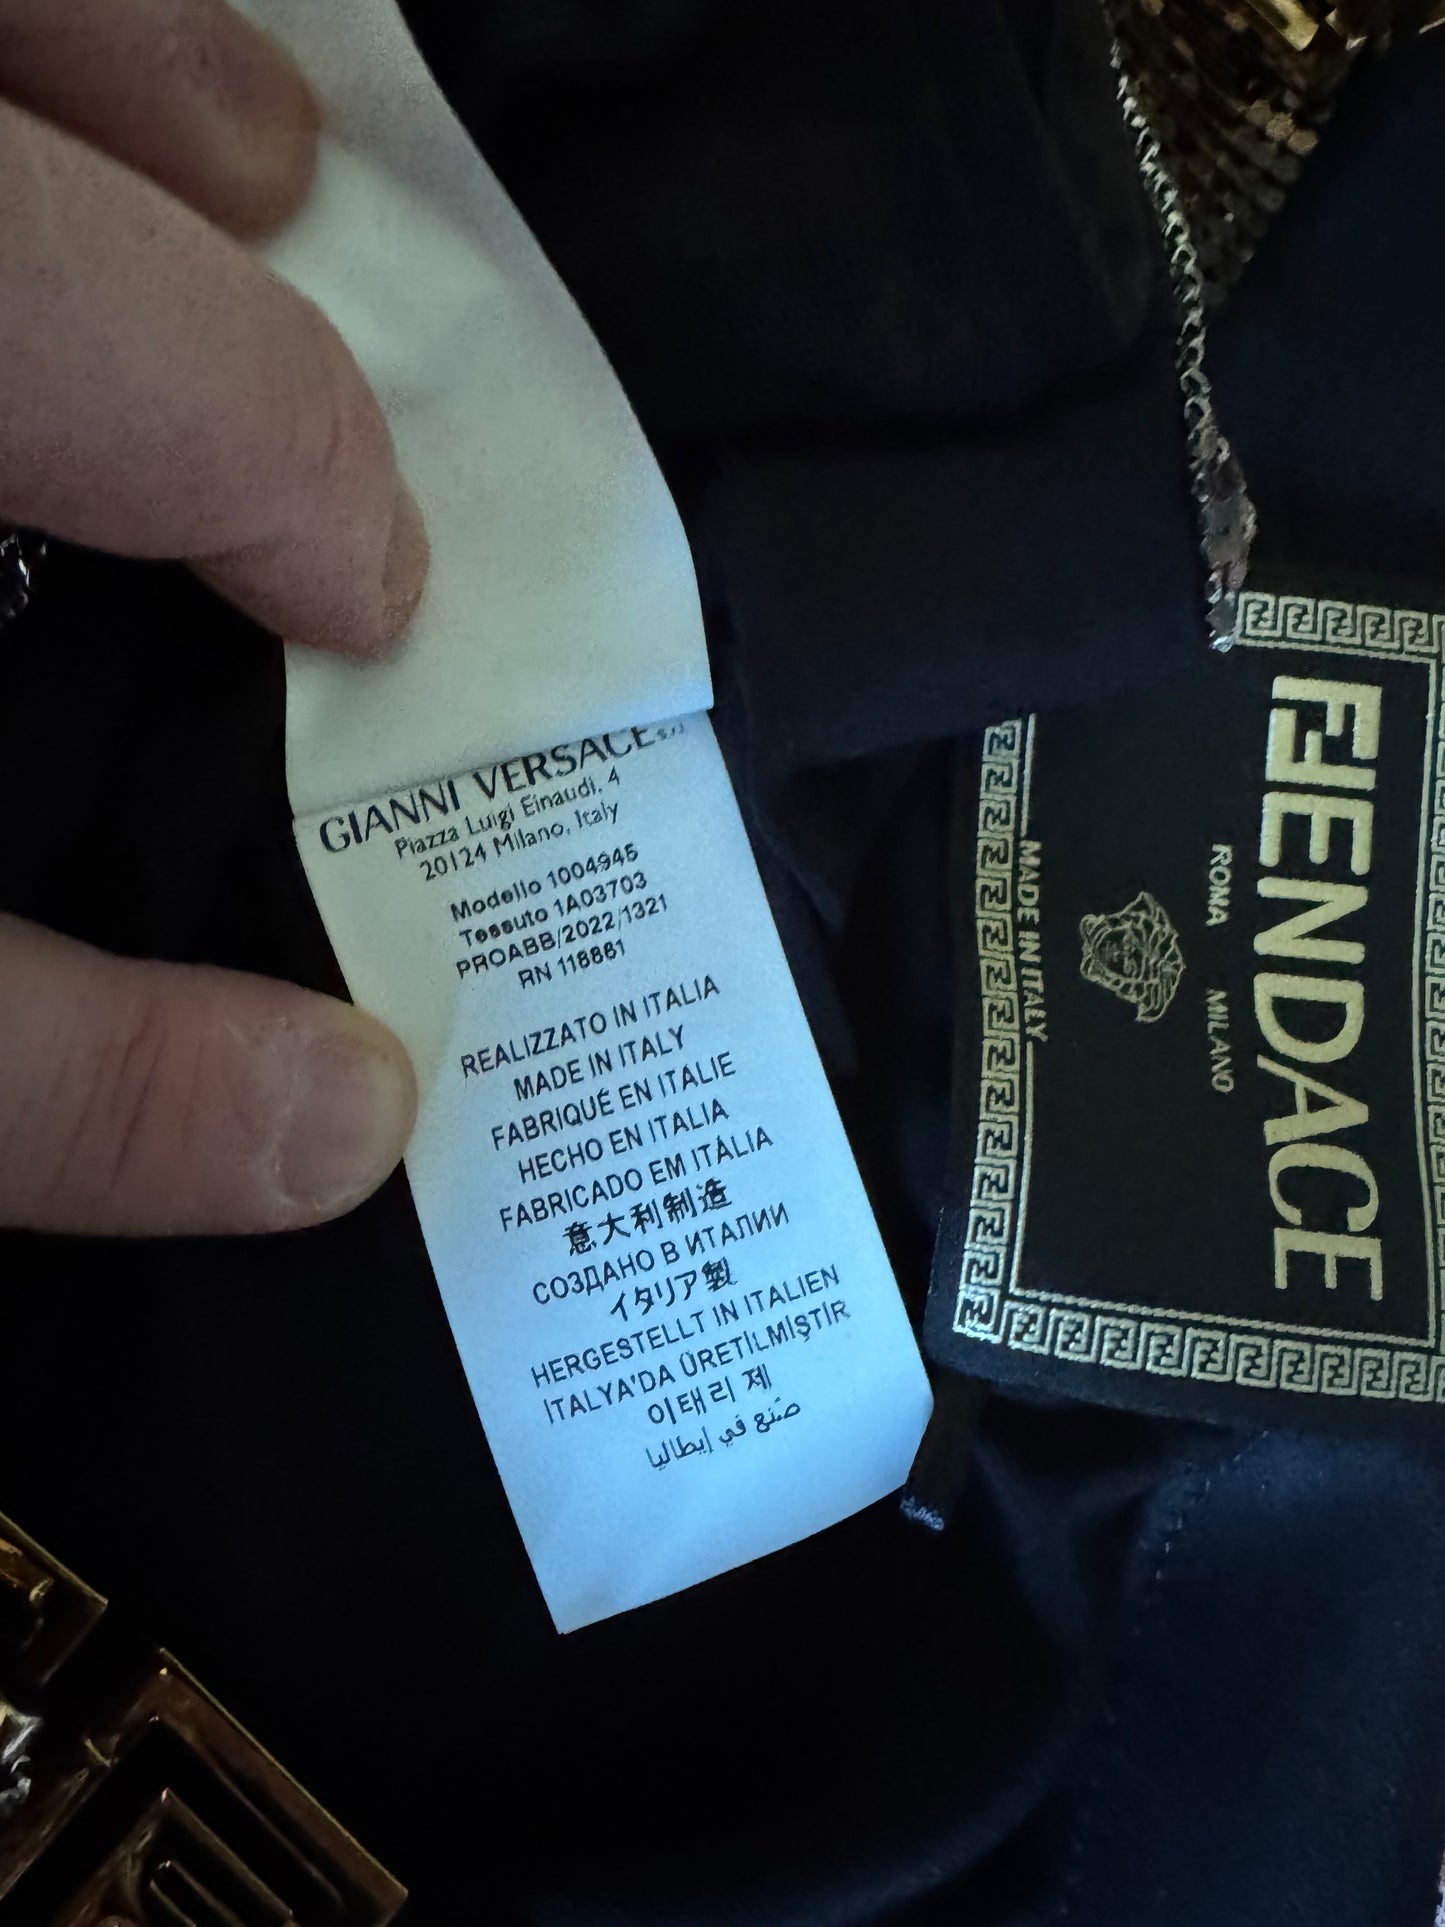 GIANNI VERSACE s.r.l.
Piazza Luigi Einaudi, 4
20124 Milano, Italy
Modello 1004945
Tessuto 1A03703
PROABB/2022/1321
RN 118861
REALIZZATO IN ITALIA
MADE IN ITALY
FABRIQUÉ EN ITALIE
HECHO EN ITALIA
FABRICADO EM ITÁLIA
意大利制造
СОЗДАНО В ИТАЛИИ
イタリア製
HERGESTELLT IN ITALIEN
İTALYA'DA ÜRETİLMİŞTİR
이태리 제
صُنع في إيطاليا
FENDACE
ROMA MILANO
MADE IN ITALY